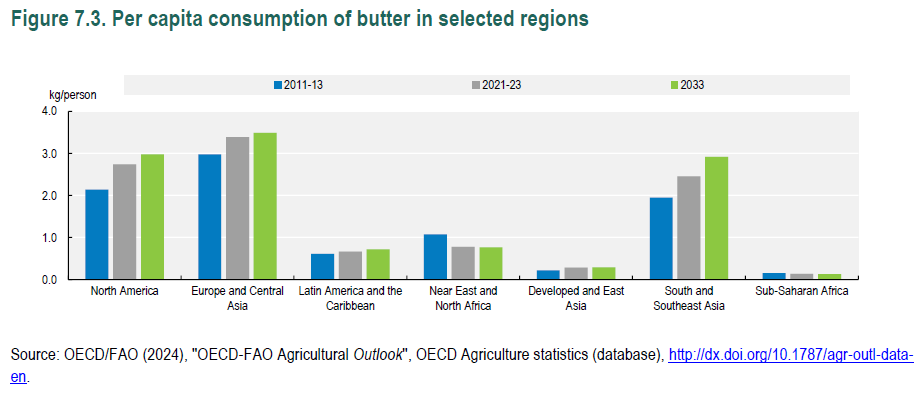 Figure 7.3. Per capita consumption of butter in selected regions
2011-13 2021-23 2033
kg/person
4.0
3.0
2.0
1.0
0.0
North America
Europe and Central
Asia
Latin America and the
Caribbean
Near East and
North Africa
Developed and East
Asia
South and
Southeast Asia
Sub-Saharan Africa
Source: OECD/FAO (2024), "OECD-FAO Agricultural Outlook", OECD Agriculture statistics (database), http://dx.doi.org/10.1787/agr-outl-data-
en.